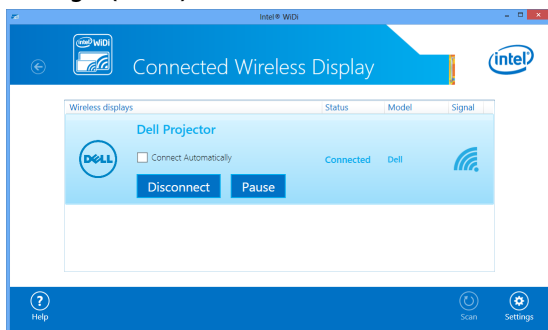 Intel® WiDi
intel WiDi
Connected Wireless Display
intel
Wireless displays Status Model Signal
Dell Projector
DELL
Connect Automatically
Connected Dell
Disconnect Pause
?
Help Scan Settings